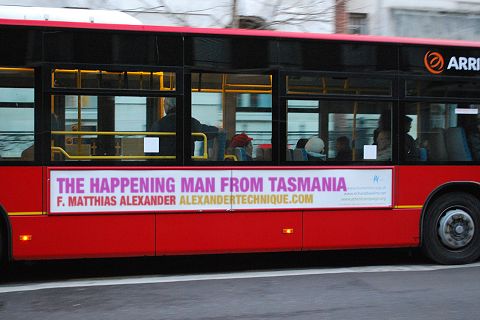 ARRI
THE HAPPENING MAN FROM TASMANIA
F. MATTHIAS ALEXANDER ALEXANDERTECHNIQUE.COM